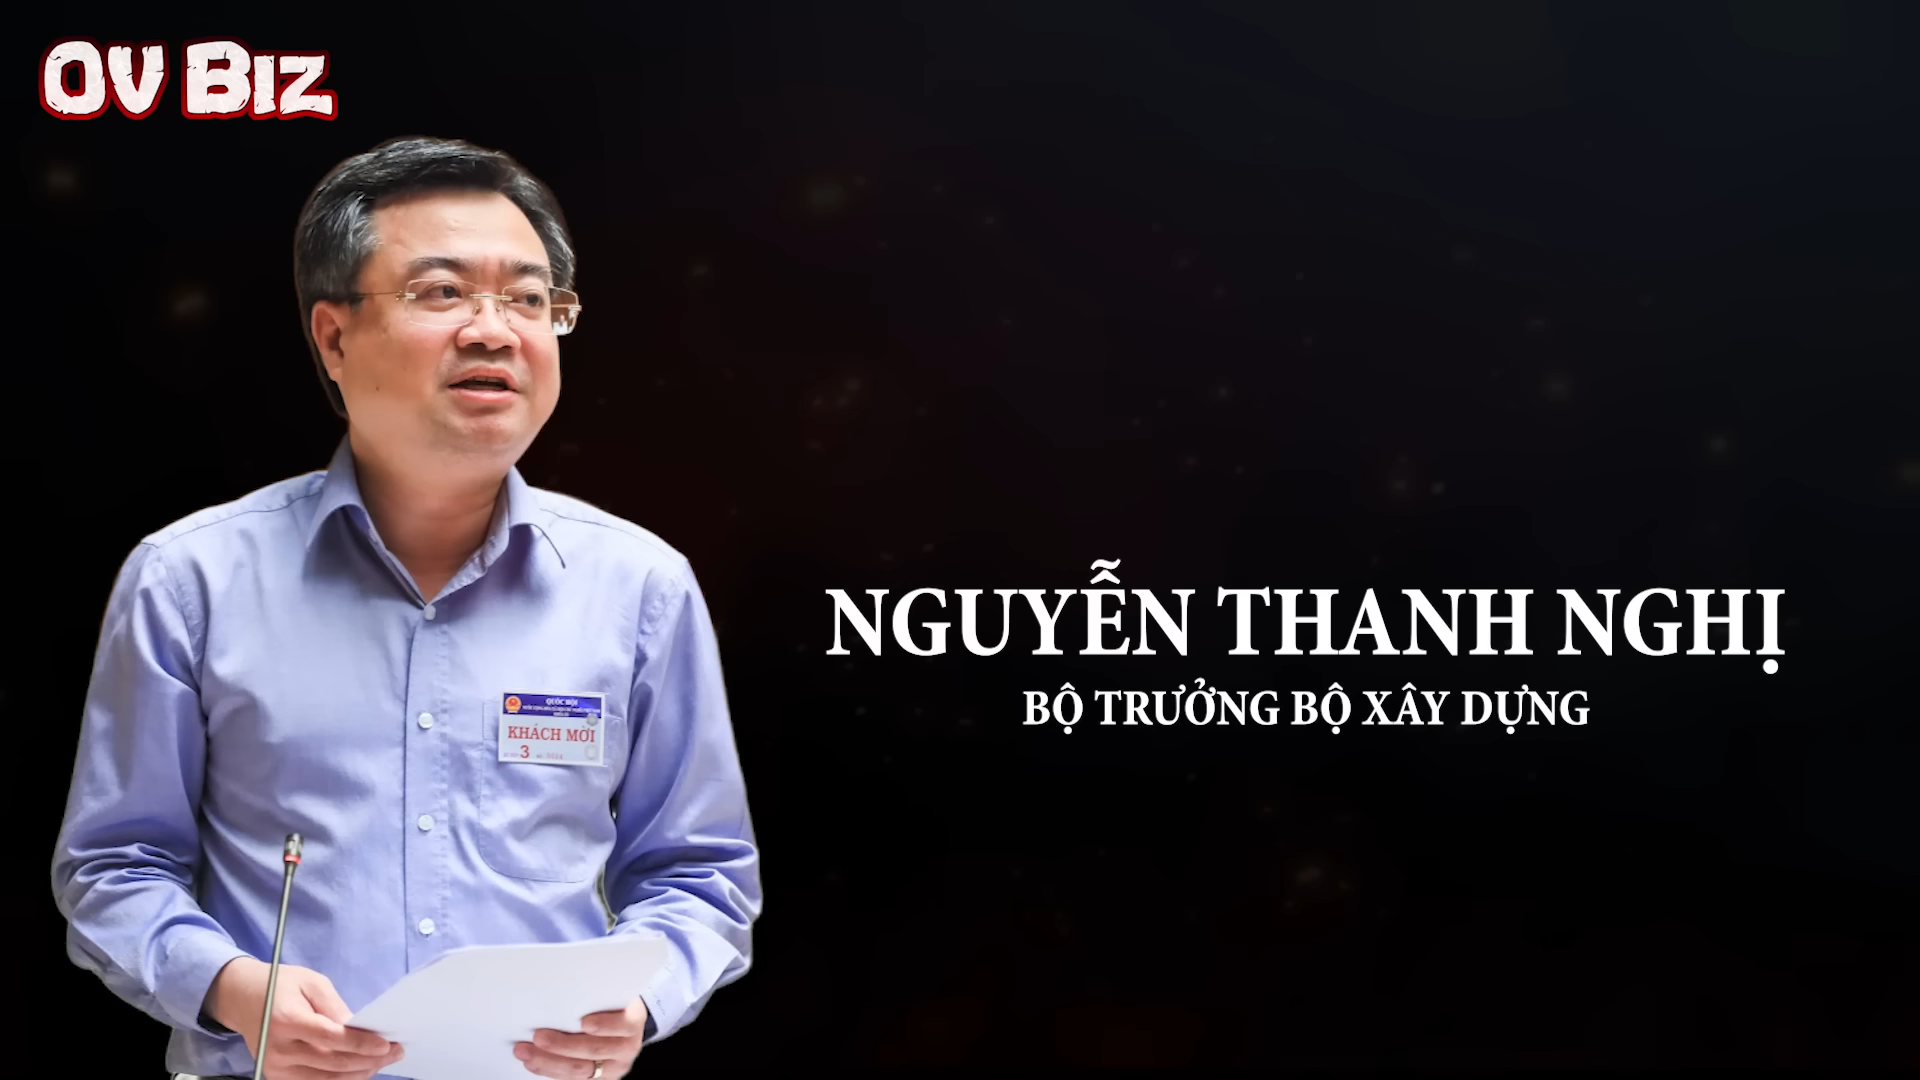 OV BIZ
NGUYỄN THANH NGHỊ
BỘ TRƯỞNG BỘ XÂY DỰNG
QUỐC HỘI
KHÁCH MỜI
3